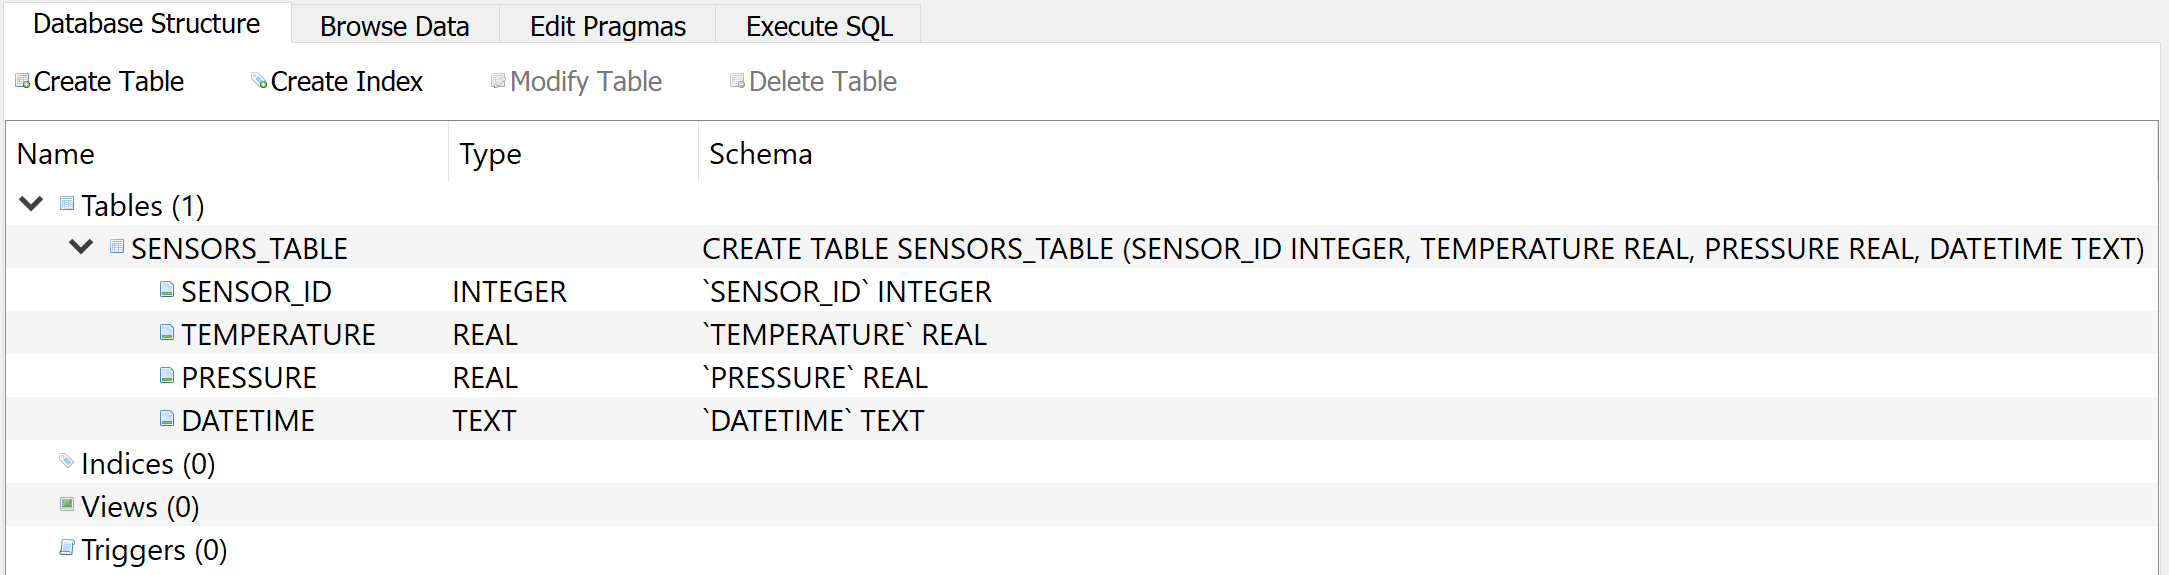 Database Structure Browse Data Edit Pragmas Execute SQL
Create Table Create Index Modify Table Delete Table
Name Type Schema
Tables (1)
SENSORS_TABLE CREATE TABLE SENSORS_TABLE (SENSOR_ID INTEGER, TEMPERATURE REAL, PRESSURE REAL, DATETIME TEXT)
SENSOR_ID INTEGER `SENSOR_ID` INTEGER
TEMPERATURE REAL `TEMPERATURE` REAL
PRESSURE REAL `PRESSURE` REAL
DATETIME TEXT `DATETIME` TEXT
Indices (0)
Views (0)
Triggers (0)